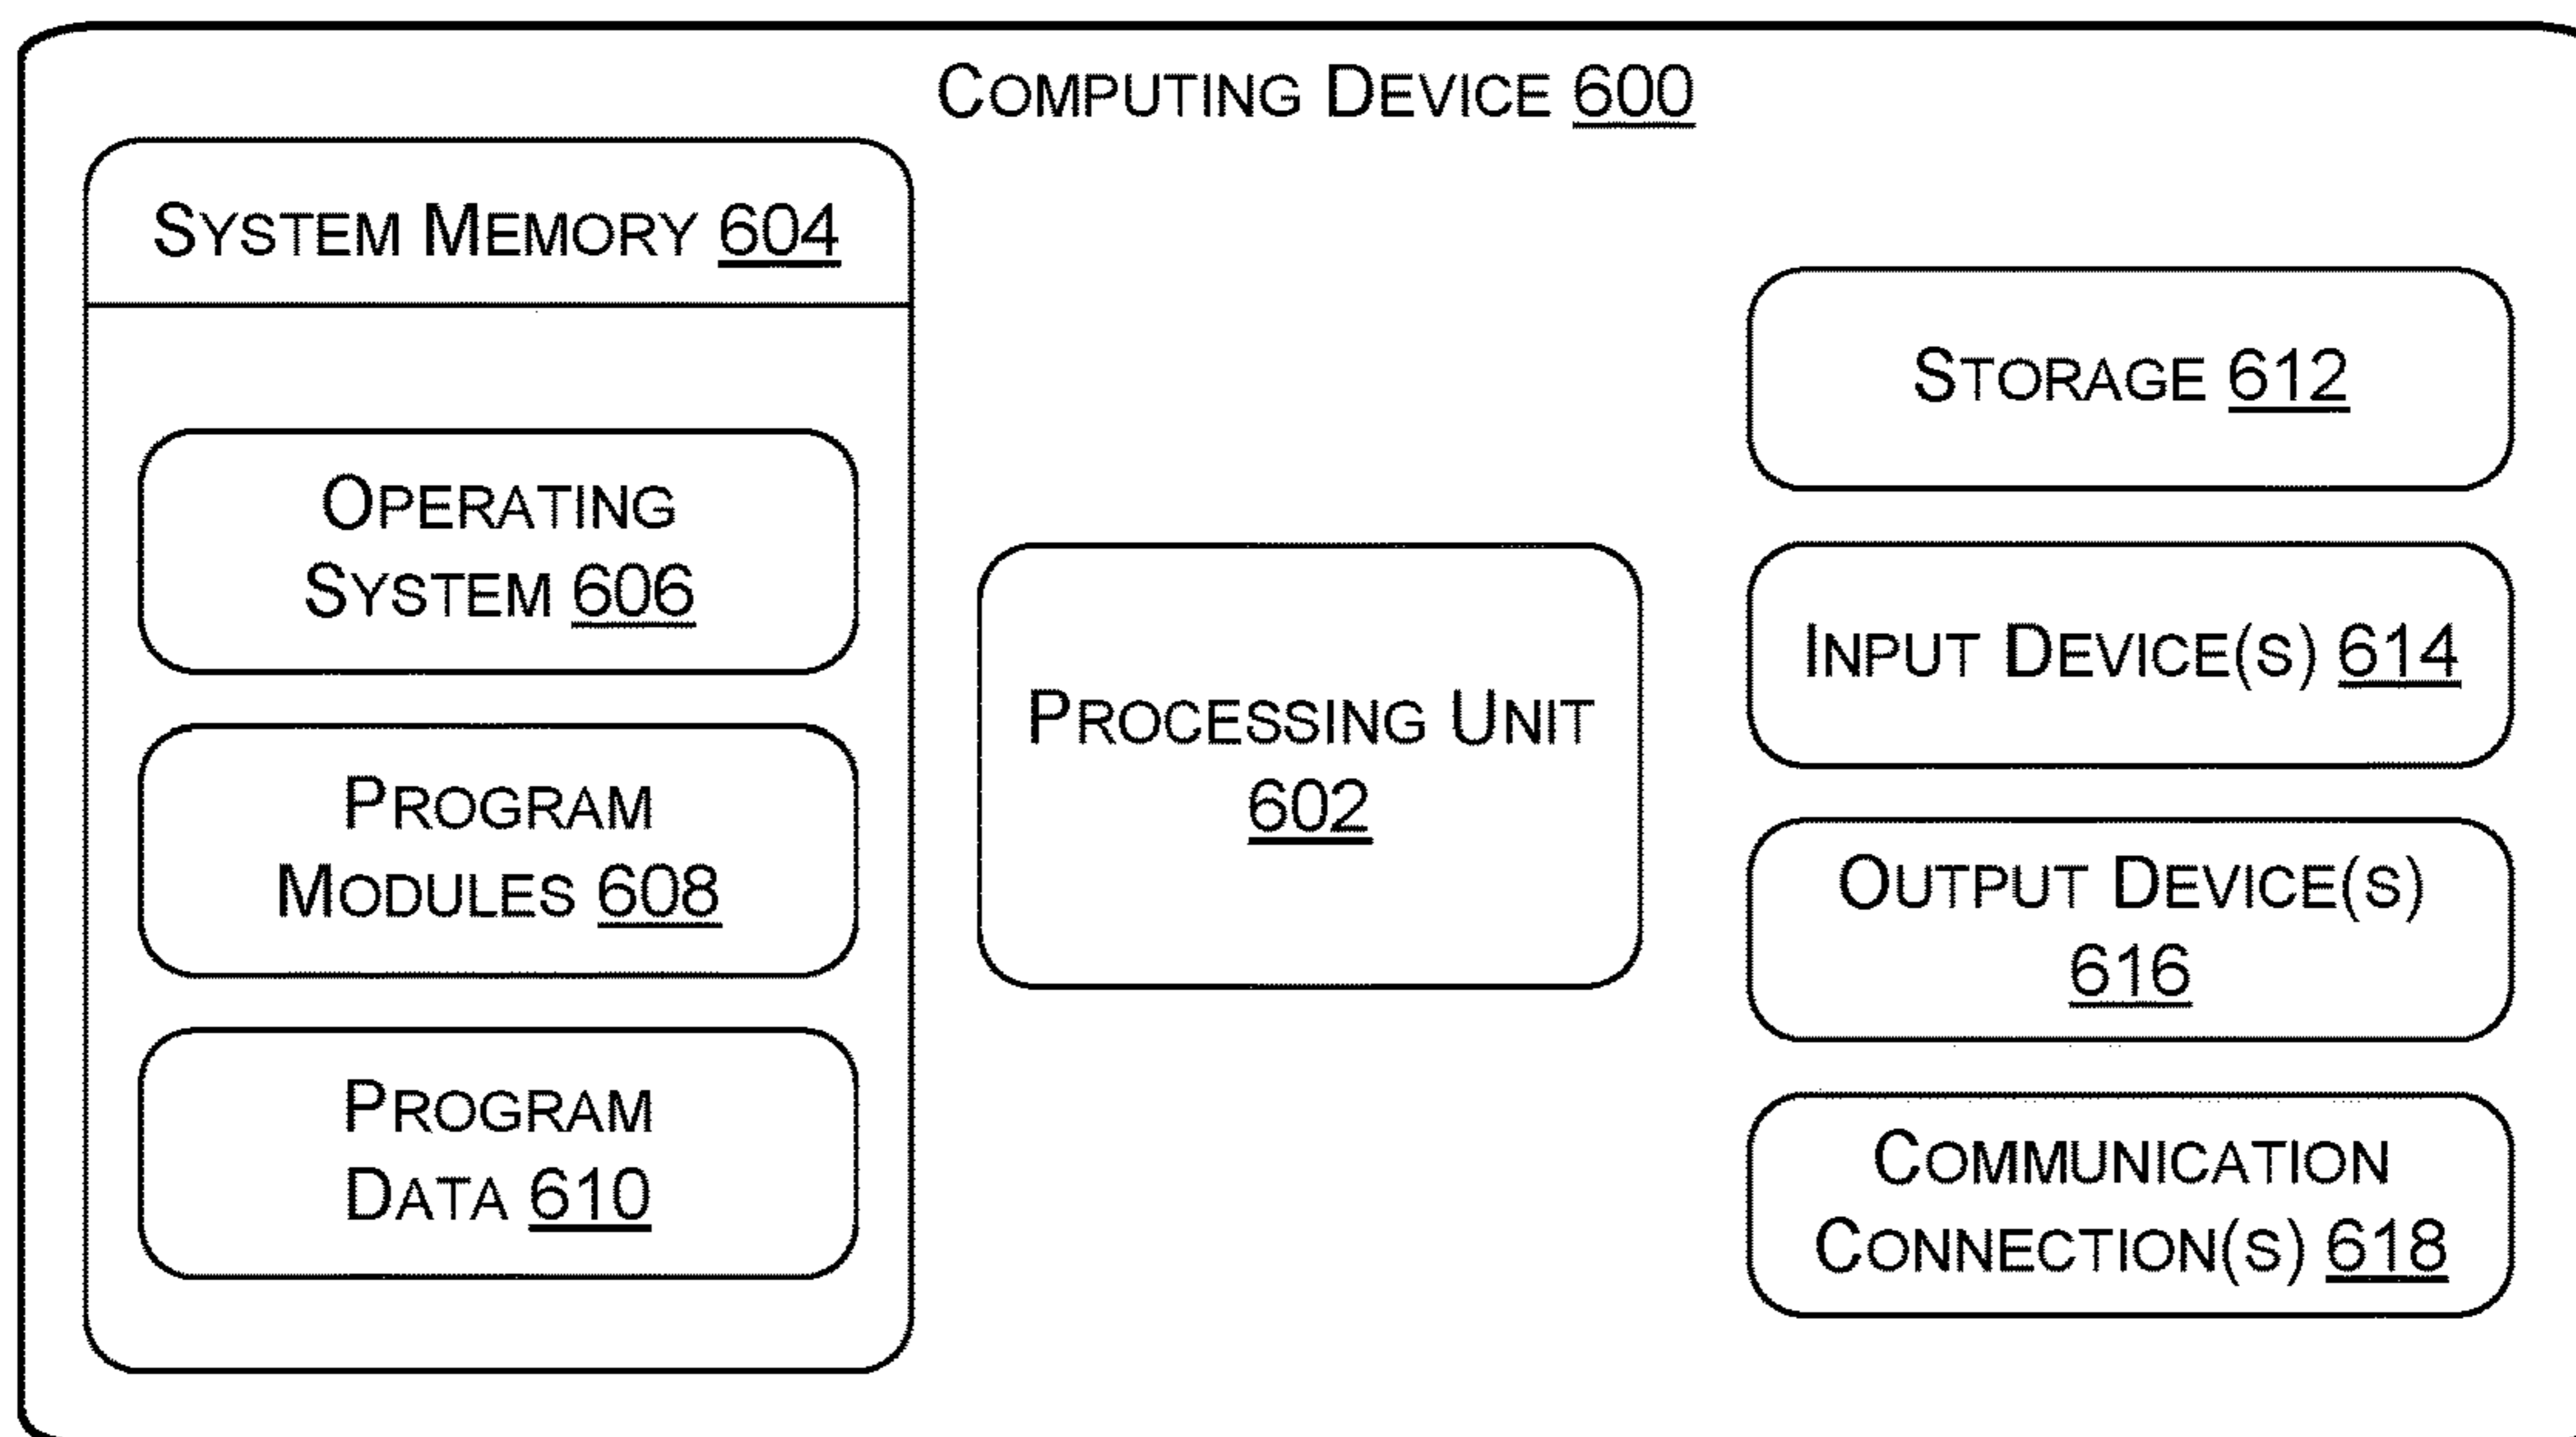 COMPUTING DEVICE 600
SYSTEM MEMORY 604
OPERATING
SYSTEM 606
PROGRAM
MODULES 608
PROGRAM
DATA 610
PROCESSING UNIT
602
STORAGE 612
INPUT DEVICE(S) 614
OUTPUT DEVICE(S)
616
COMMUNICATION
CONNECTION(S) 618